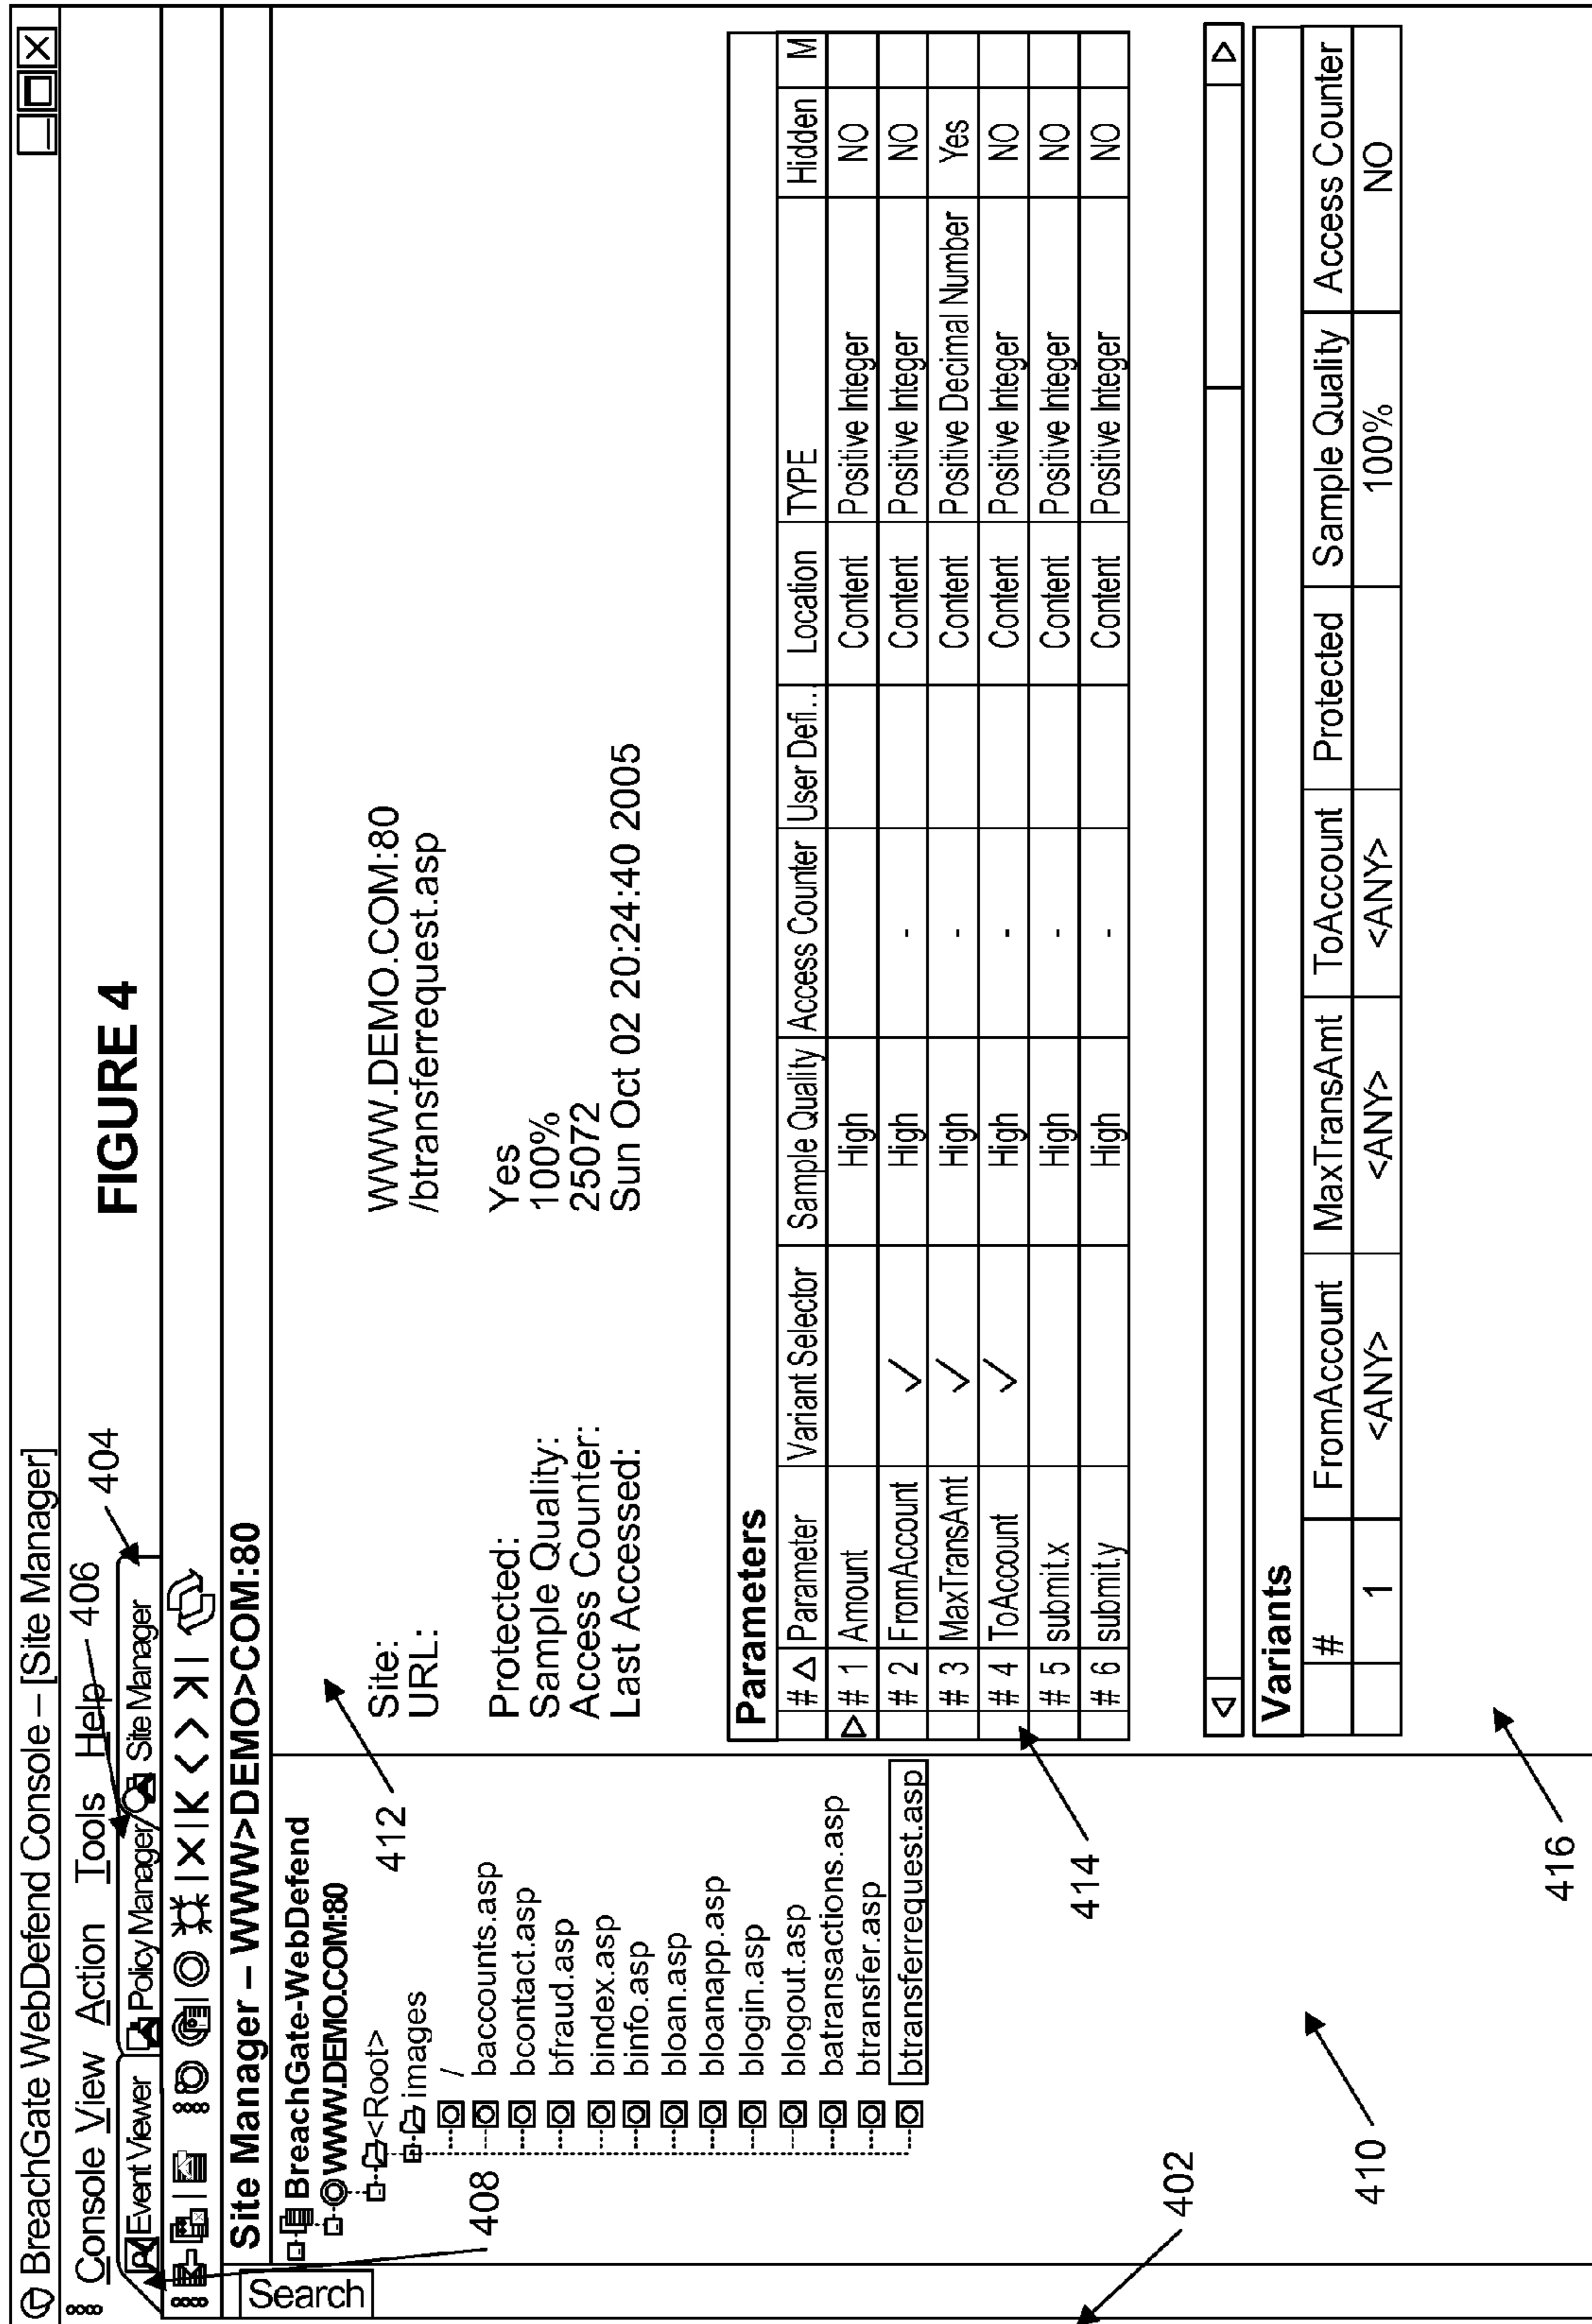 BreachGate WebDefend Console – [Site Manager]
Console View Action Tools Help
406
404
FIGURE 4
Event Viewer Policy Manager Site Manager
Site Manager – WWW>DEMO>COM:80
Search
BreachGate-WebDefend
WWW.DEMO.COM:80
<Root>
images
/
baccounts.asp
bcontact.asp
bfraud.asp
bindex.asp
binfo.asp
bloan.asp
bloanapp.asp
blogin.asp
blogout.asp
batransactions.asp
btransfer.asp
btransferrequest.asp
408
412
402
410
414
416
Site: WWW.DEMO.COM:80
URL: /btransferrequest.asp
Protected: Yes
Sample Quality: 100%
Access Counter: 25072
Last Accessed: Sun Oct 02 20:24:40 2005
Parameters
# Parameter Variant Selector Sample Quality Access Counter User Defi... Location TYPE Hidden M
# 1 Amount High Content Positive Integer NO
# 2 FromAccount High - Content Positive Integer NO
# 3 MaxTransAmt High - Content Positive Decimal Number Yes
# 4 ToAccount High - Content Positive Integer NO
# 5 submit.x High - Content Positive Integer NO
# 6 submit.y High - Content Positive Integer NO
Variants
# FromAccount MaxTransAmt ToAccount Protected Sample Quality Access Counter
1 <ANY> <ANY> <ANY> 100% NO